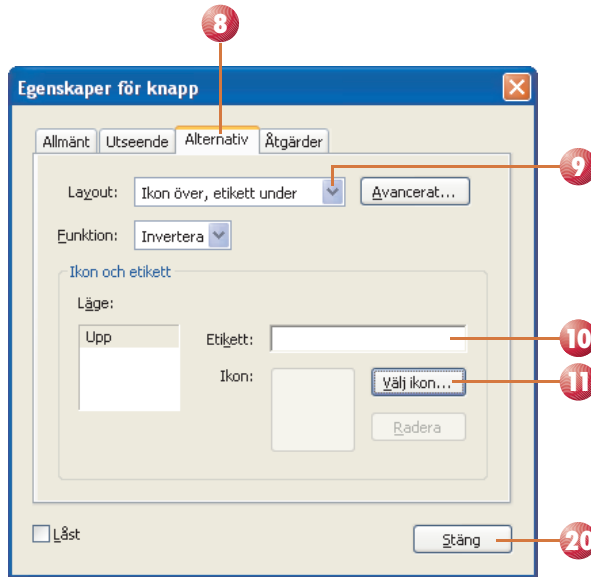 8
Egenskaper för knapp
Allmänt Utseende Alternativ Åtgärder
9
Layout: Ikon över, etikett under Avancerat...
Funktion: Invertera
Ikon och etikett
Läge:
Upp
Etikett:
10
Ikon:
Välj ikon...
11
Radera
Låst
Stäng
20